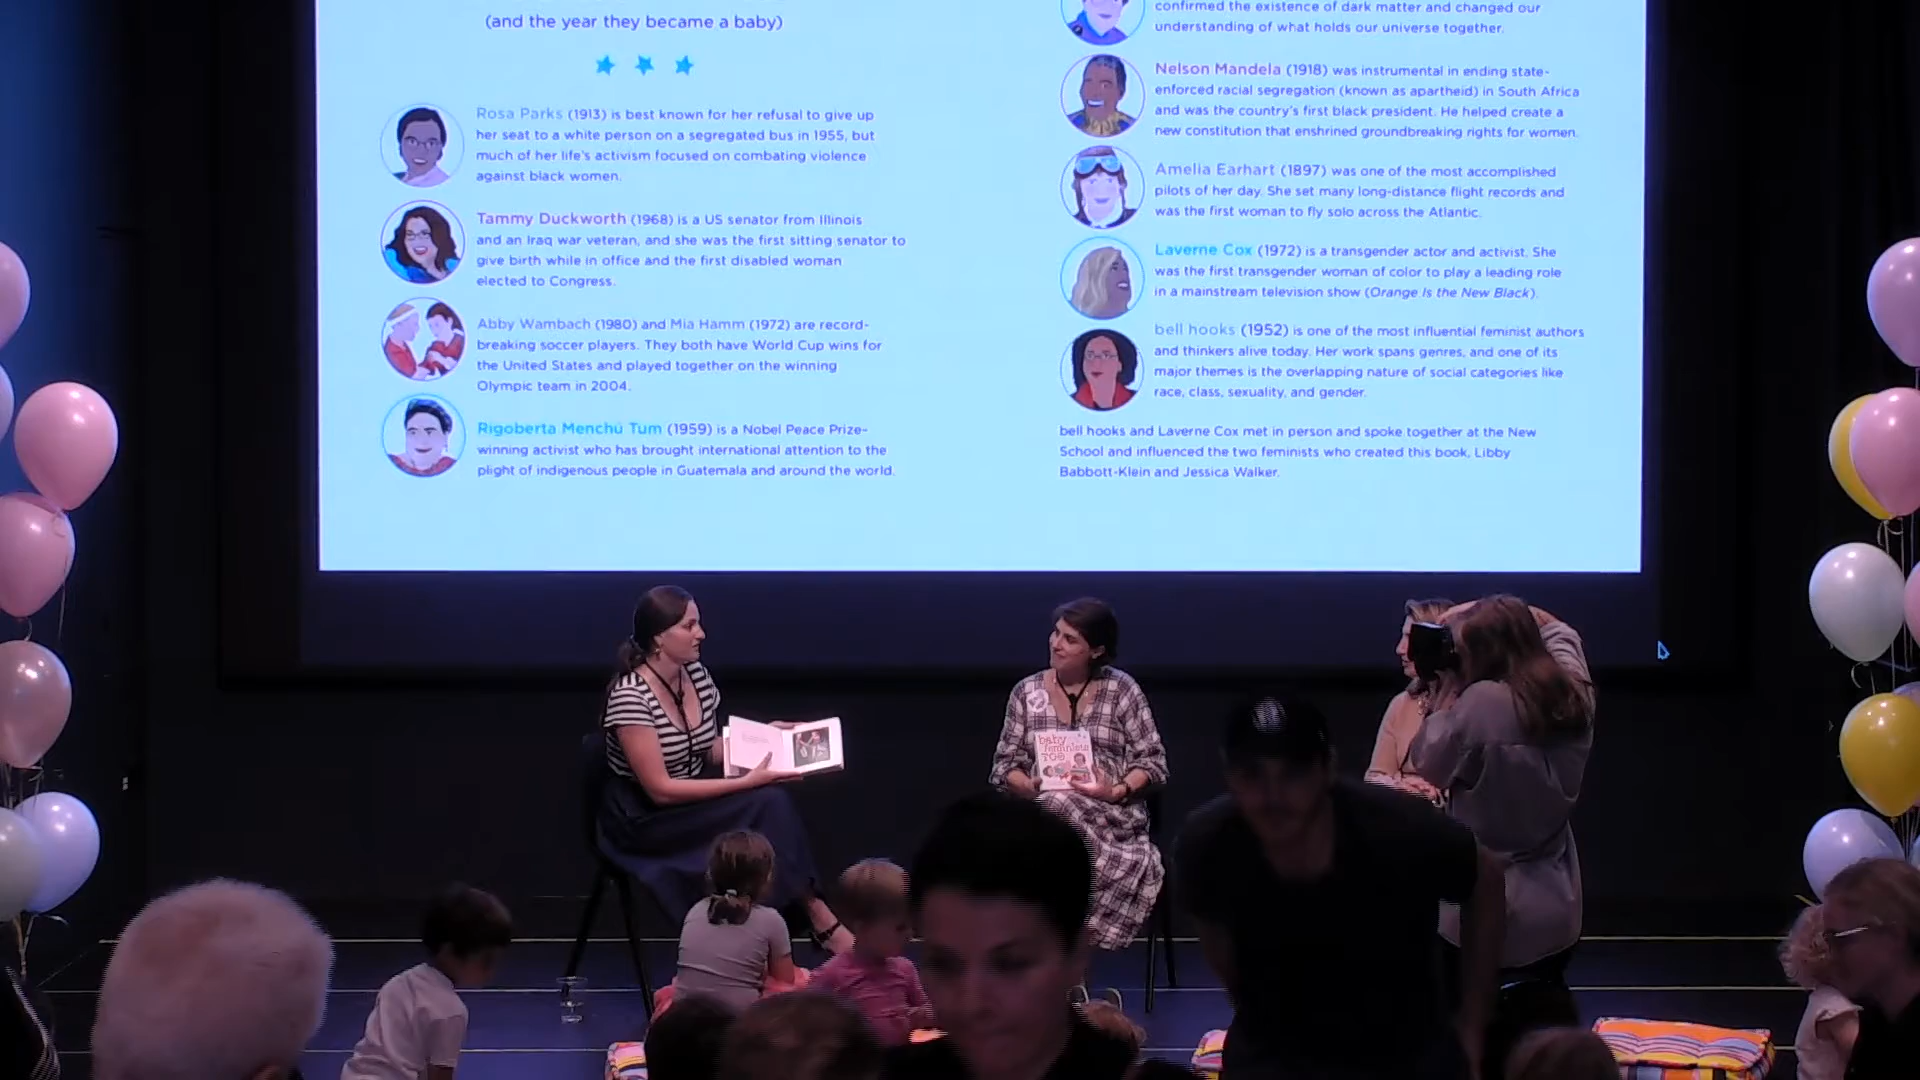 (and the year they became a baby)
Rosa Parks (1913) is best known for her refusal to give up
her seat to a white person on a segregated bus in 1955, but
much of her life's activism focused on combating violence
against black women.
Tammy Duckworth (1968) is a US senator from Illinois
and an Iraq war veteran, and she was the first sitting senator to
give birth while in office and the first disabled woman
elected to Congress.
Abby Wambach (1980) and Mia Hamm (1972) are record-
breaking soccer players. They both have World Cup wins for
the United States and played together on the winning
Olympic team in 2004.
Rigoberta Menchú Tum (1959) is a Nobel Peace Prize-
winning activist who has brought international attention to the
plight of indigenous people in Guatemala and around the world.
confirmed the existence of dark matter and changed our
understanding of what holds our universe together.
Nelson Mandela (1918) was instrumental in ending state-
enforced racial segregation (known as apartheid) in South Africa
and was the country's first black president. He helped create a
new constitution that enshrined groundbreaking rights for women.
Amelia Earhart (1897) was one of the most accomplished
pilots of her day. She set many long-distance flight records and
was the first woman to fly solo across the Atlantic.
Laverne Cox (1972) is a transgender actor and activist. She
was the first transgender woman of color to play a leading role
in a mainstream television show (Orange Is the New Black).
bell hooks (1952) is one of the most influential feminist authors
and thinkers alive today. Her work spans genres, and one of its
major themes is the overlapping nature of social categories like
race, class, sexuality, and gender.
bell hooks and Laverne Cox met in person and spoke together at the New
School and influenced the two feminists who created this book, Libby
Babbott-Klein and Jessica Walker.
baby
feminists
TOO